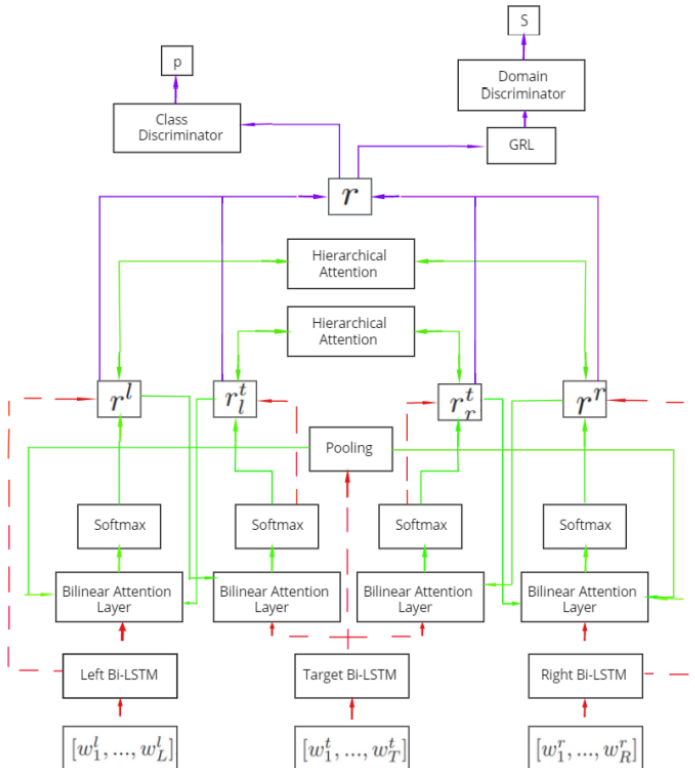 S
p
Domain
Discriminator
Class
Discriminator
GRL
r
Hierarchical
Attention
Hierarchical
Attention
r^l
r_l^t
r_r^t
r^r
Pooling
Softmax
Softmax
Softmax
Softmax
Bilinear Attention
Layer
Bilinear Attention
Layer
Bilinear Attention
Layer
Bilinear Attention
Layer
Left Bi-LSTM
Target Bi-LSTM
Right Bi-LSTM
[w_1^l, ..., w_L^l]
[w_1^t, ..., w_T^t]
[w_1^r, ..., w_R^r]